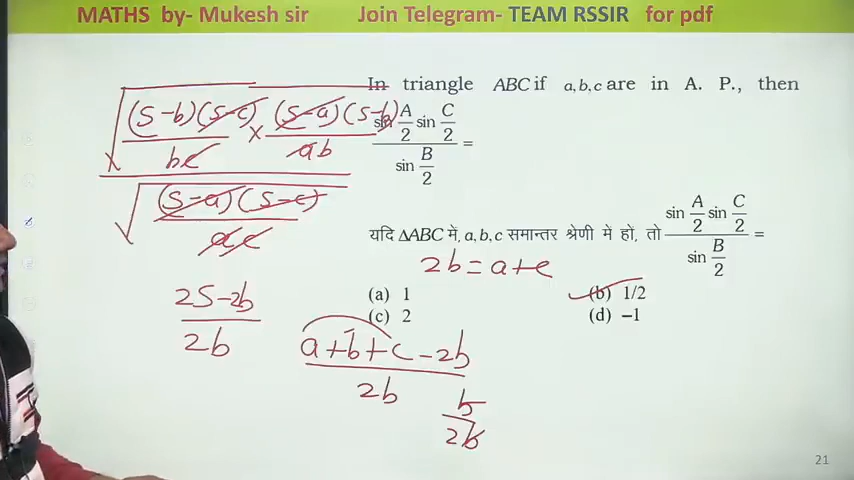 MATHS by- Mukesh sir Join Telegram- TEAM RSSIR for pdf
In triangle ABC if a, b, c are in A. P., then
sin A/2 sin C/2 / sin B/2 =
यदि ΔABC में, a, b, c समान्तर श्रेणी में हों, तो sin A/2 sin C/2 / sin B/2 =
2b = a+c
(a) 1 (b) 1/2
(c) 2 (d) –1
√((s-b)(s-c)/bc × (s-a)(s-b)/ab)
√((s-a)(s-c)/ac)
2s-2b / 2b
a+b+c-2b / 2b
b / 2b
21